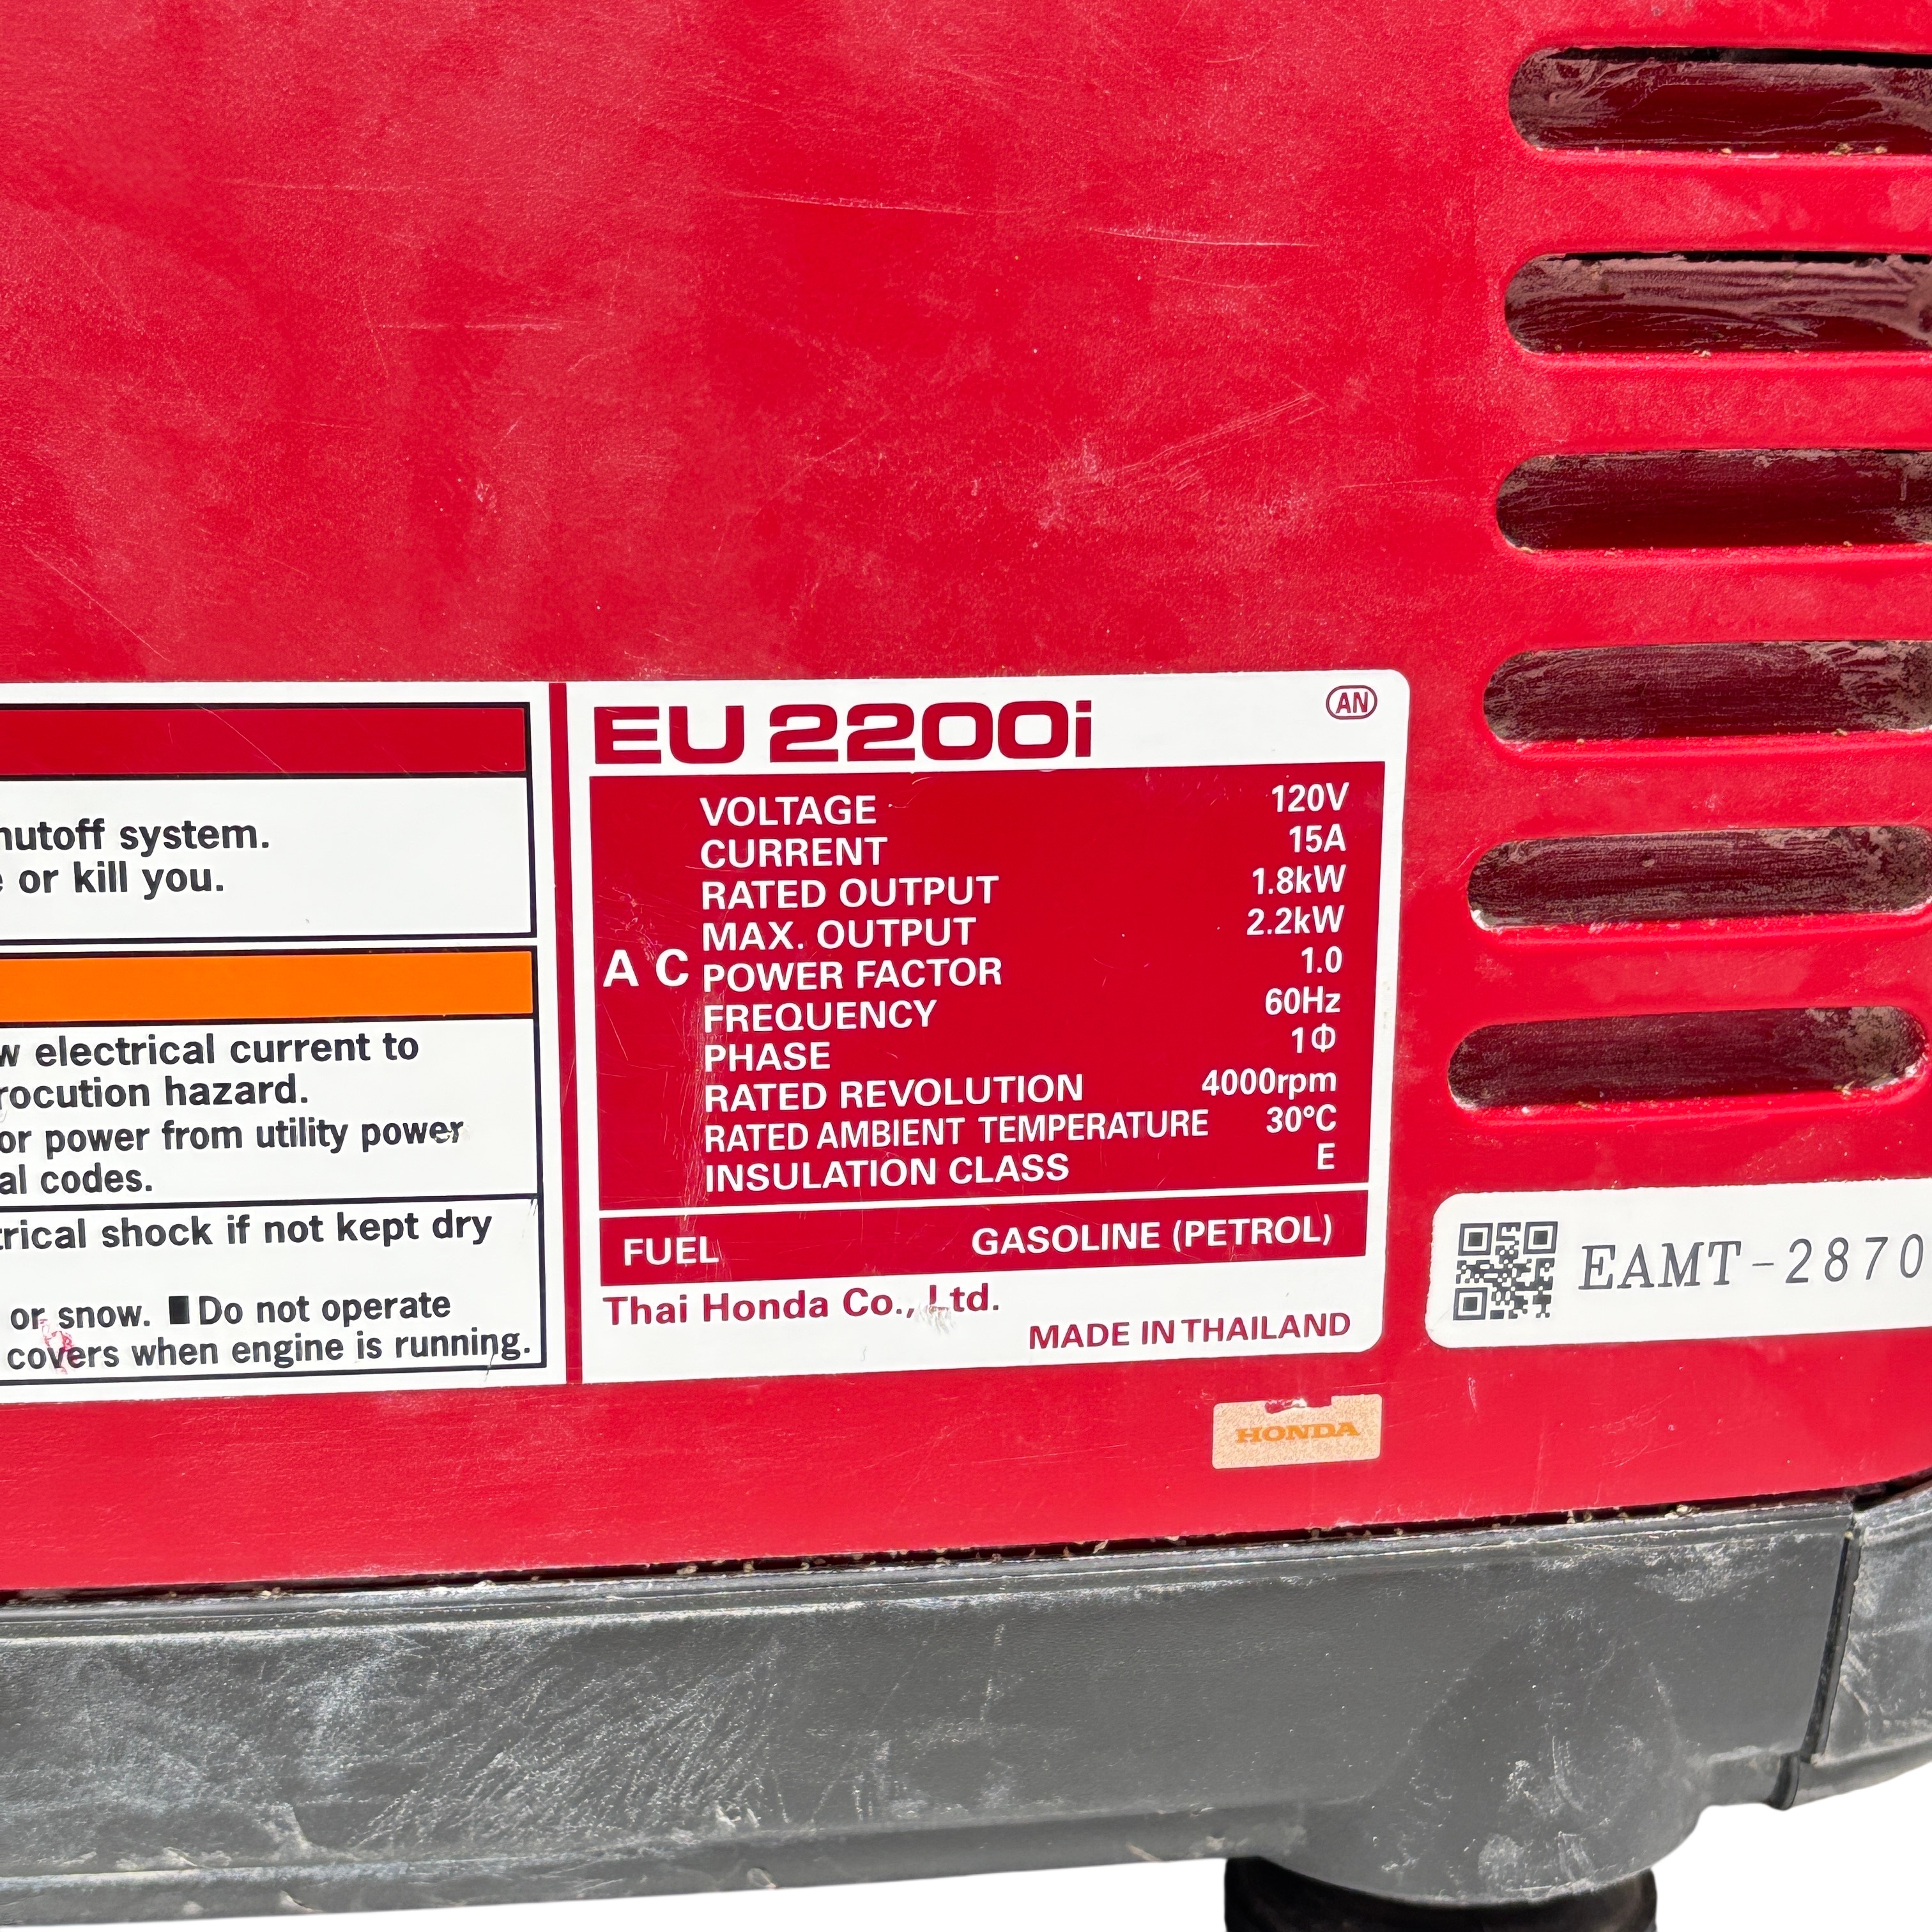 nutoff system.
or kill you.
electrical current to
rocution hazard.
or power from utility power
al codes.
trical shock if not kept dry
or snow. ■Do not operate
covers when engine is running.
EU 2200i
AN
AC
VOLTAGE 120V
CURRENT 15A
RATED OUTPUT 1.8kW
MAX. OUTPUT 2.2kW
POWER FACTOR 1.0
FREQUENCY 60Hz
PHASE 1Φ
RATED REVOLUTION 4000rpm
RATED AMBIENT TEMPERATURE 30°C
INSULATION CLASS E
FUEL GASOLINE (PETROL)
Thai Honda Co., Ltd.
MADE IN THAILAND
EAMT-2870
HONDA